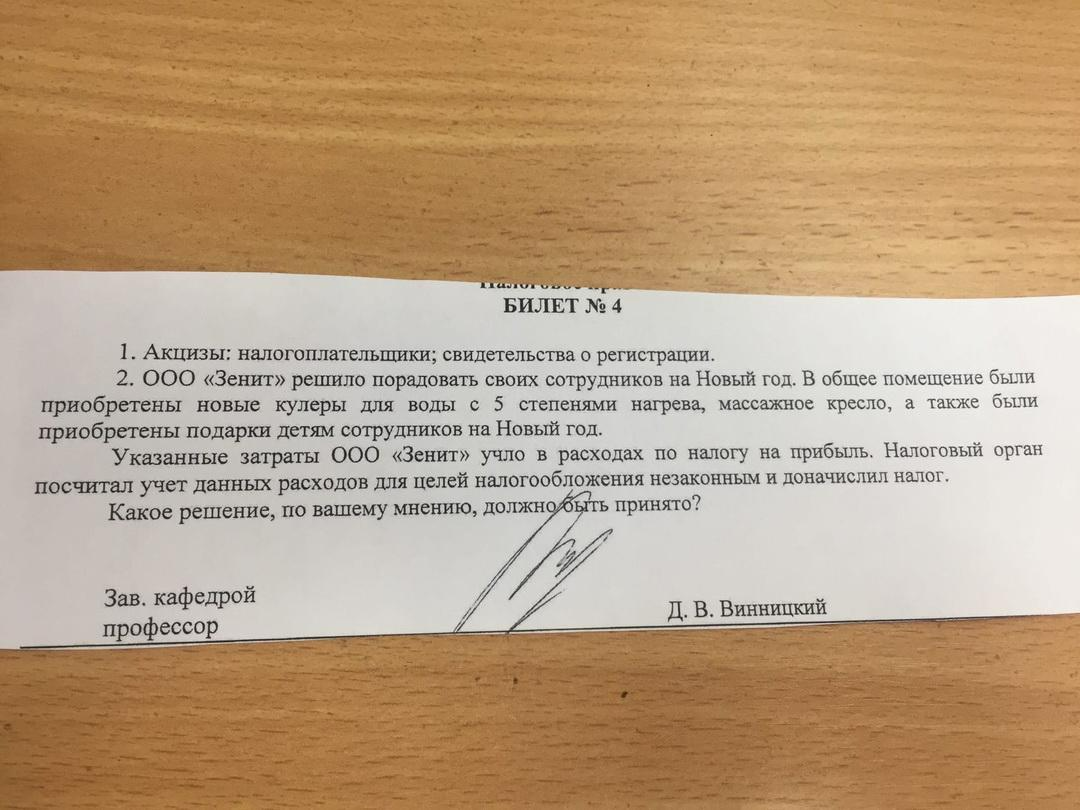 БИЛЕТ № 4
1. Акцизы: налогоплательщики; свидетельства о регистрации.
2. ООО «Зенит» решило порадовать своих сотрудников на Новый год. В общее помещение были
приобретены новые кулеры для воды с 5 степенями нагрева, массажное кресло, а также были
приобретены подарки детям сотрудников на Новый год.
Указанные затраты ООО «Зенит» учло в расходах по налогу на прибыль. Налоговый орган
посчитал учет данных расходов для целей налогообложения незаконным и доначислил налог.
Какое решение, по вашему мнению, должно быть принято?
Зав. кафедрой
профессор
Д. В. Винницкий